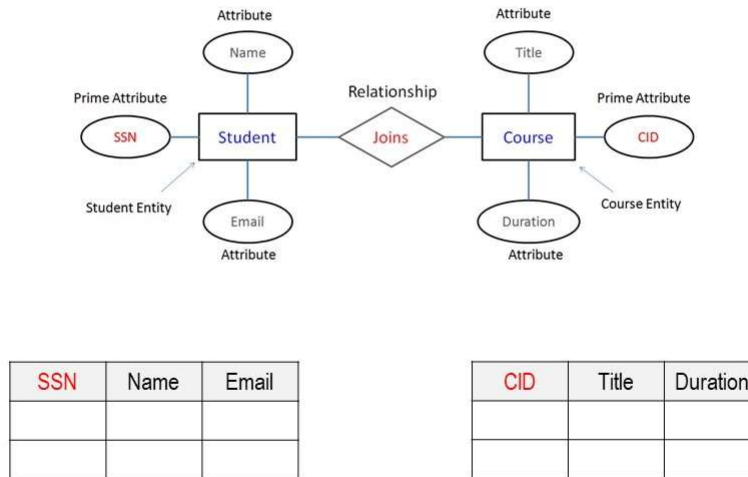 Attribute
Attribute
Name
Title
Relationship
Prime Attribute
Prime Attribute
SSN
Student
Joins
Course
CID
Student Entity
Course Entity
Email
Duration
Attribute
Attribute
SSN Name Email
CID Title Duration